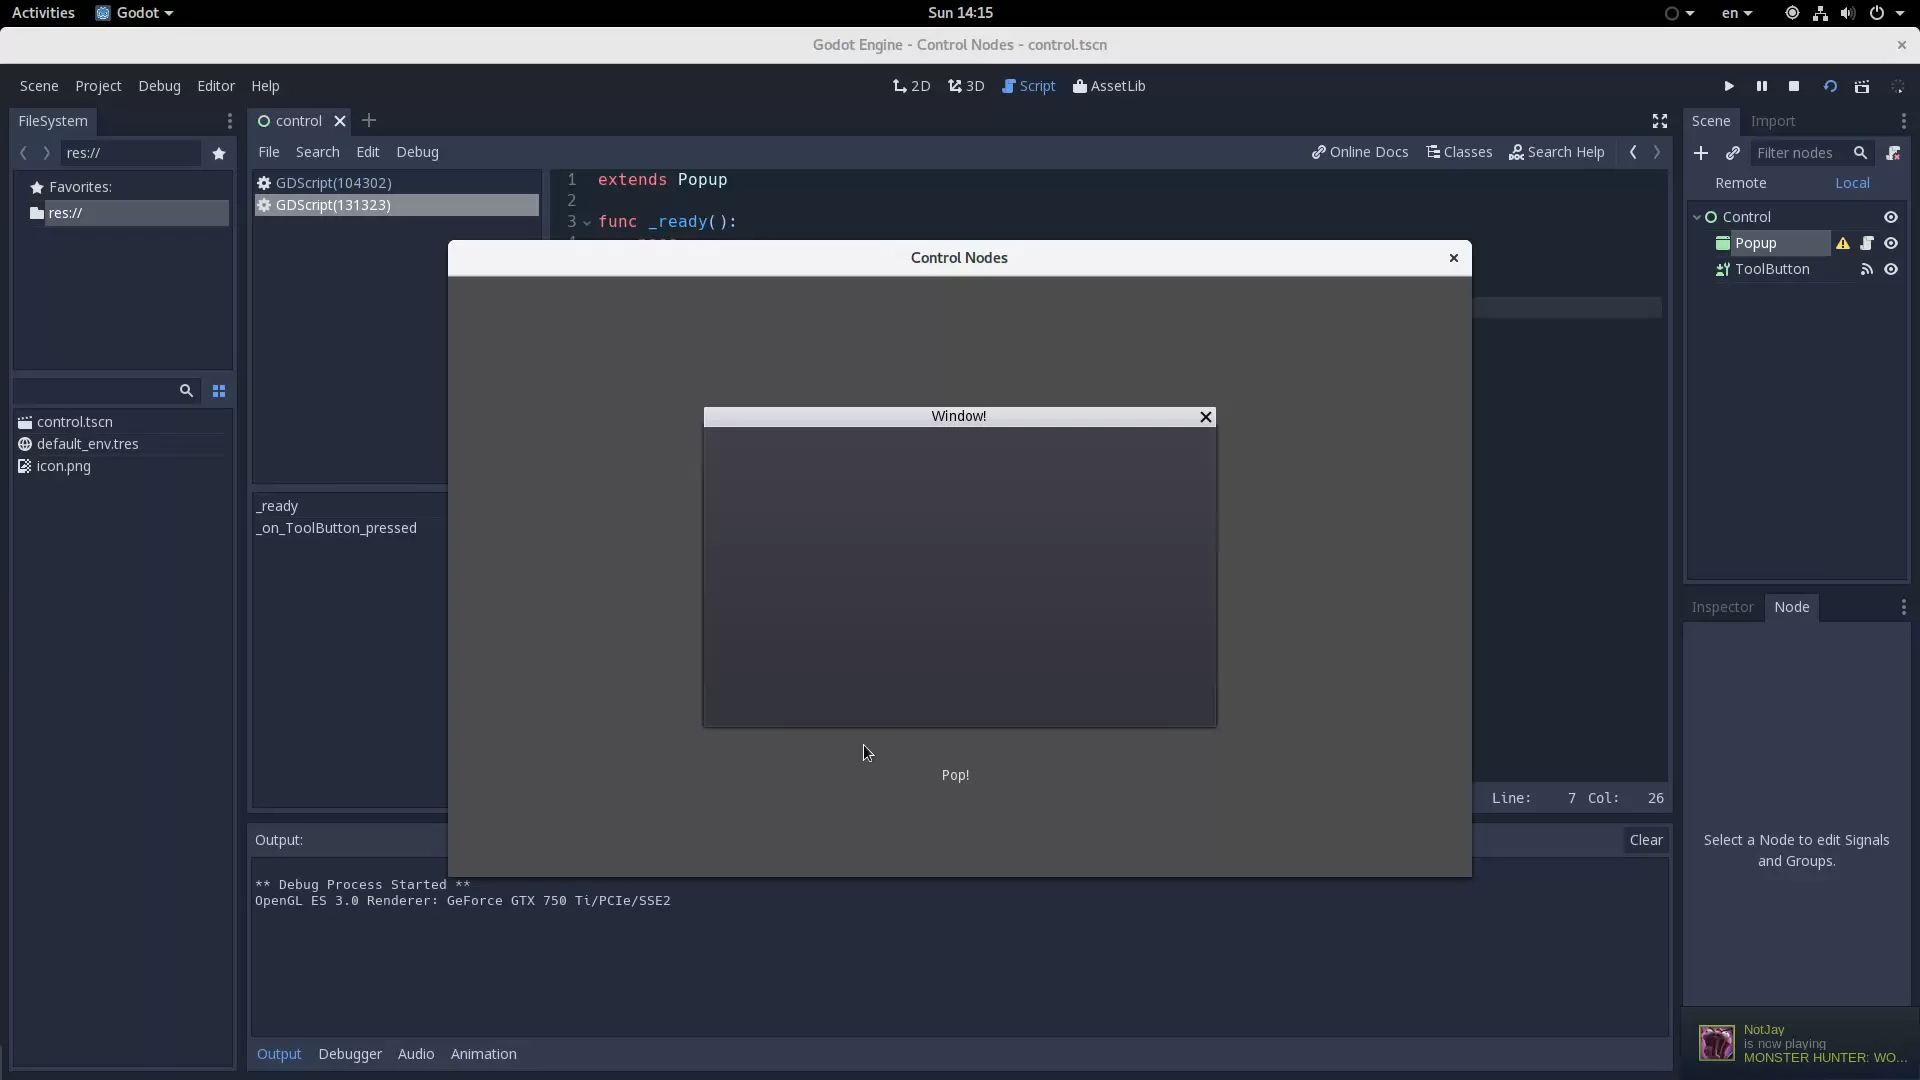 Activities Godot Sun 14:15 en
Godot Engine - Control Nodes - control.tscn
Scene Project Debug Editor Help 2D 3D Script AssetLib
FileSystem control Scene Import
res:// File Search Edit Debug Online Docs Classes Search Help Filter nodes
Favorites: GDScript(104302) 1 extends Popup Remote Local
res:// GDScript(131323) 2
3 func _ready():
Control
Popup
ToolButton
Control Nodes
Window!
control.tscn
default_env.tres
icon.png
_ready
_on_ToolButton_pressed
Inspector Node
Pop!
Line: 7 Col: 26
Output: Clear
Select a Node to edit Signals
and Groups.
** Debug Process Started **
OpenGL ES 3.0 Renderer: GeForce GTX 750 Ti/PCIe/SSE2
Output Debugger Audio Animation
NotJay
is now playing
MONSTER HUNTER: WO...